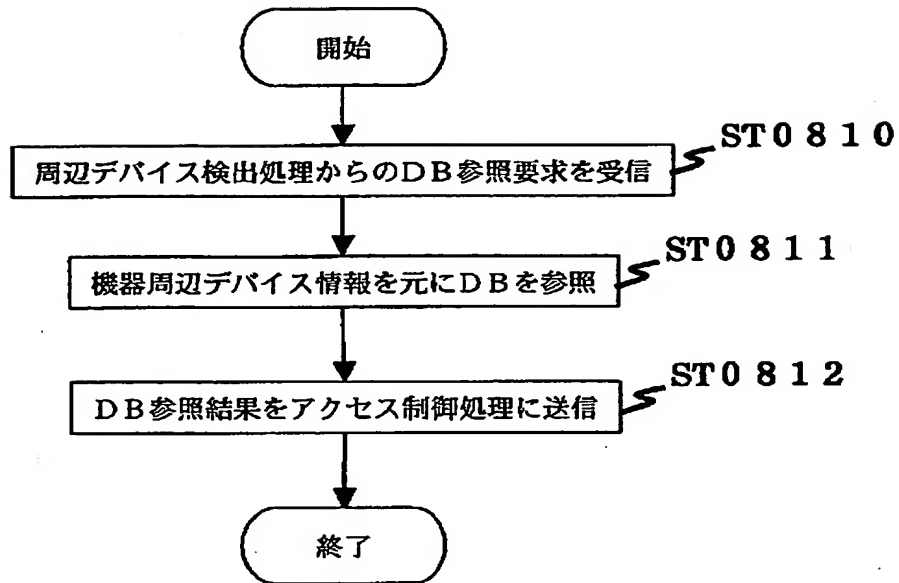 開始
ST0810
周辺デバイス検出処理からのDB参照要求を受信
ST0811
機器周辺デバイス情報を元にDBを参照
ST0812
DB参照結果をアクセス制御処理に送信
終了